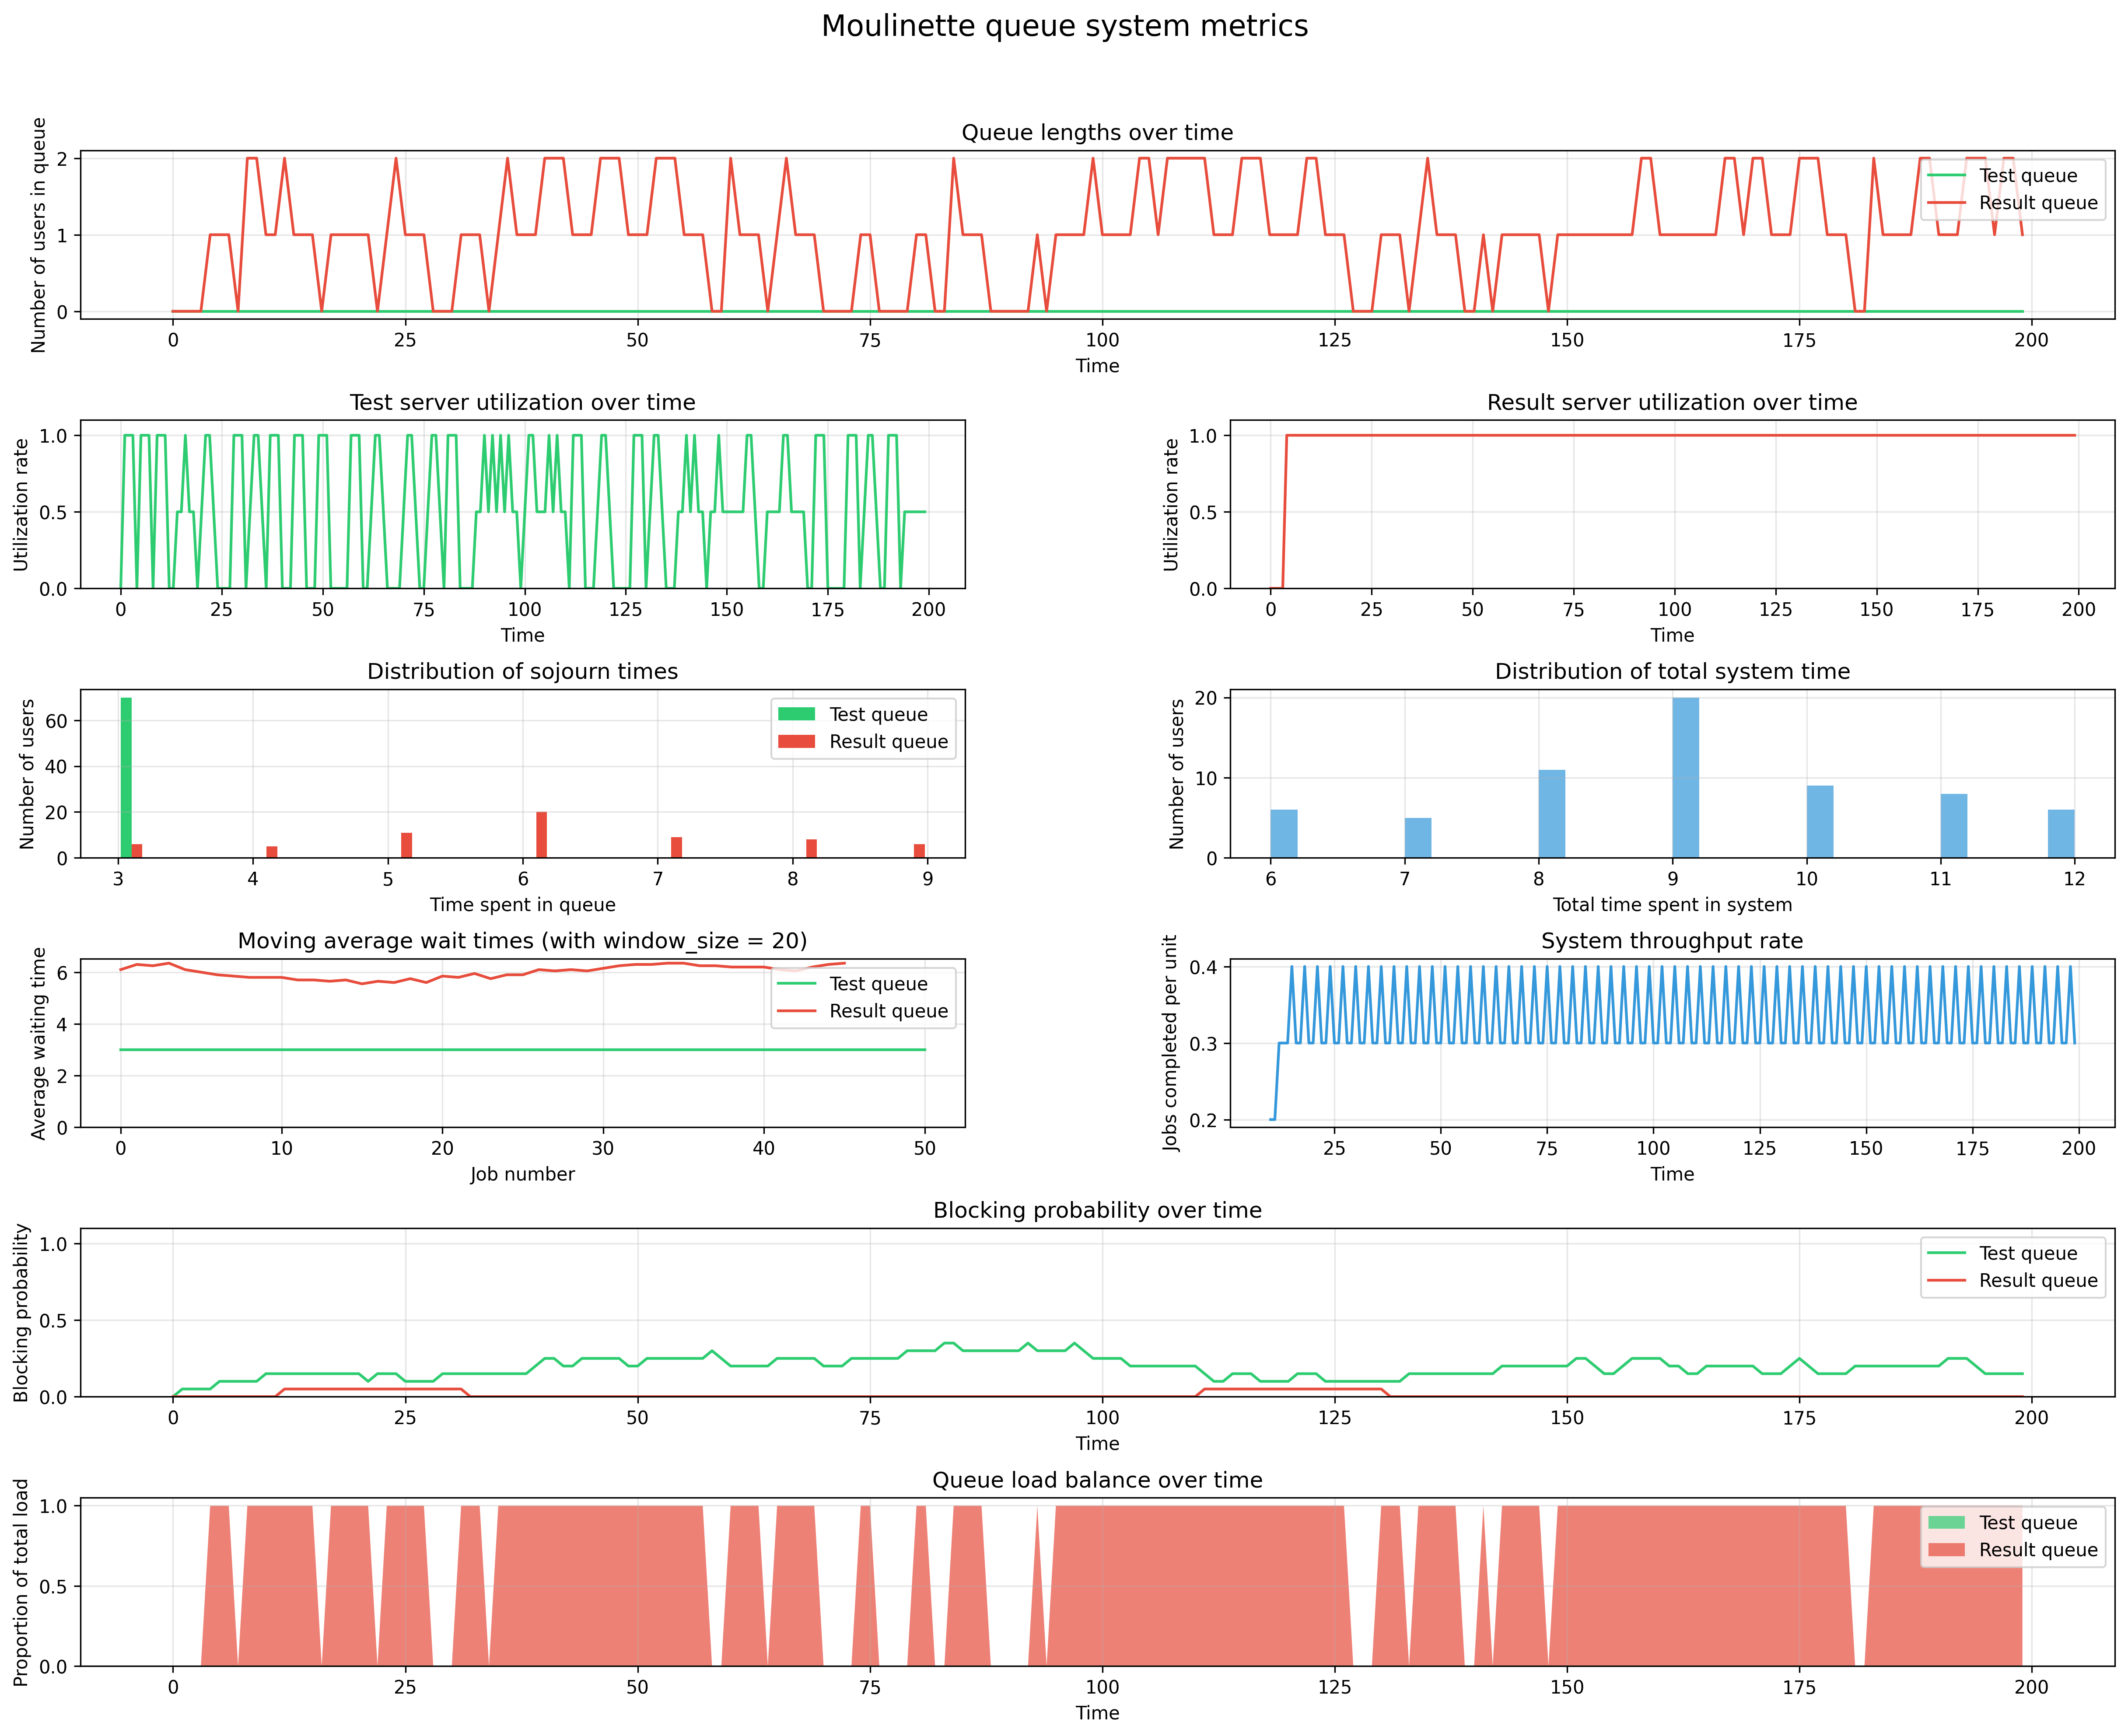 Moulinette queue system metrics
Queue lengths over time
Number of users in queue
2
1
0
Test queue
Result queue
0 25 50 75 100 125 150 175 200
Time
Test server utilization over time
Utilization rate
1.0
0.5
0.0
0 25 50 75 100 125 150 175 200
Time
Result server utilization over time
Utilization rate
1.0
0.5
0.0
0 25 50 75 100 125 150 175 200
Time
Distribution of sojourn times
Number of users
60
40
20
0
Test queue
Result queue
3 4 5 6 7 8 9
Time spent in queue
Distribution of total system time
Number of users
20
10
0
6 7 8 9 10 11 12
Total time spent in system
Moving average wait times (with window_size = 20)
Average waiting time
6
4
2
0
Test queue
Result queue
0 10 20 30 40 50
Job number
System throughput rate
Jobs completed per unit
0.4
0.3
0.2
25 50 75 100 125 150 175 200
Time
Blocking probability over time
Blocking probability
1.0
0.5
0.0
Test queue
Result queue
0 25 50 75 100 125 150 175 200
Time
Queue load balance over time
Proportion of total load
1.0
0.5
0.0
Test queue
Result queue
0 25 50 75 100 125 150 175 200
Time